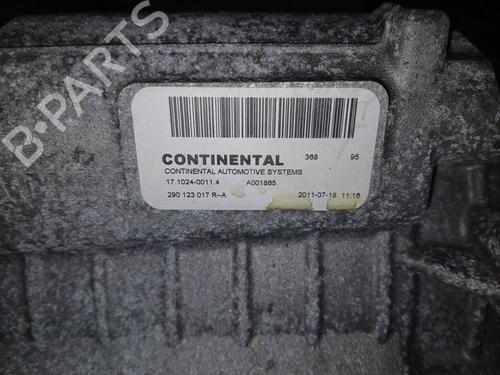 B-PARTS
CONTINENTAL 368 95
CONTINENTAL AUTOMOTIVE SYSTEMS
17.1024-0011.4 A001865
290 123 017 R--A 2011-07-18 11:16